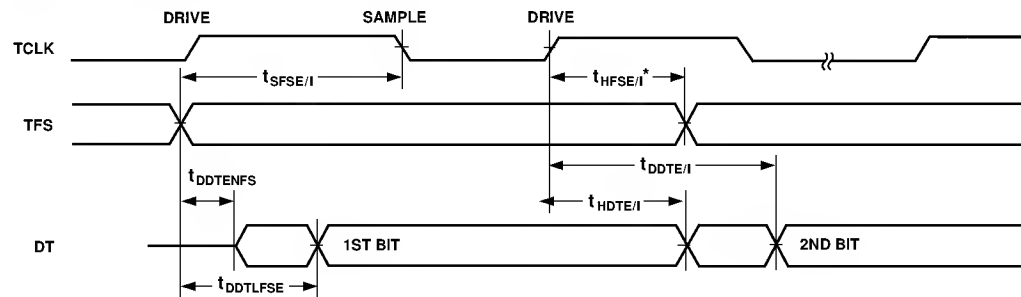 DRIVE SAMPLE DRIVE
TCLK
tSFSE/I tHFSE/I*
TFS
tDDTE/I
tDDTENFS
tHDTE/I
DT 1ST BIT 2ND BIT
tDDTLFSE